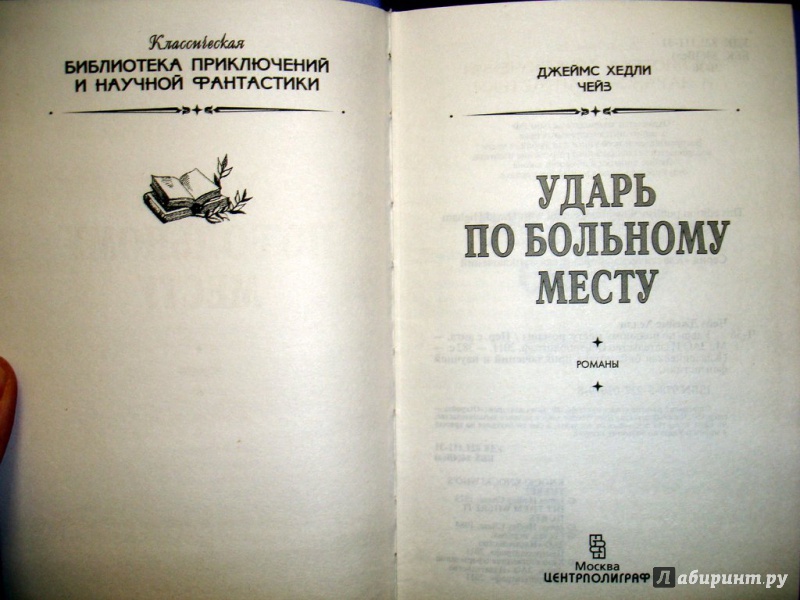 Классическая
БИБЛИОТЕКА ПРИКЛЮЧЕНИЙ
И НАУЧНОЙ ФАНТАСТИКИ
ДЖЕЙМС ХЕДЛИ
ЧЕЙЗ
УДАРЬ
ПО БОЛЬНОМУ
МЕСТУ
РОМАНЫ
Москва
ЦЕНТРПОЛИГРАФ
Лабиринт.ру